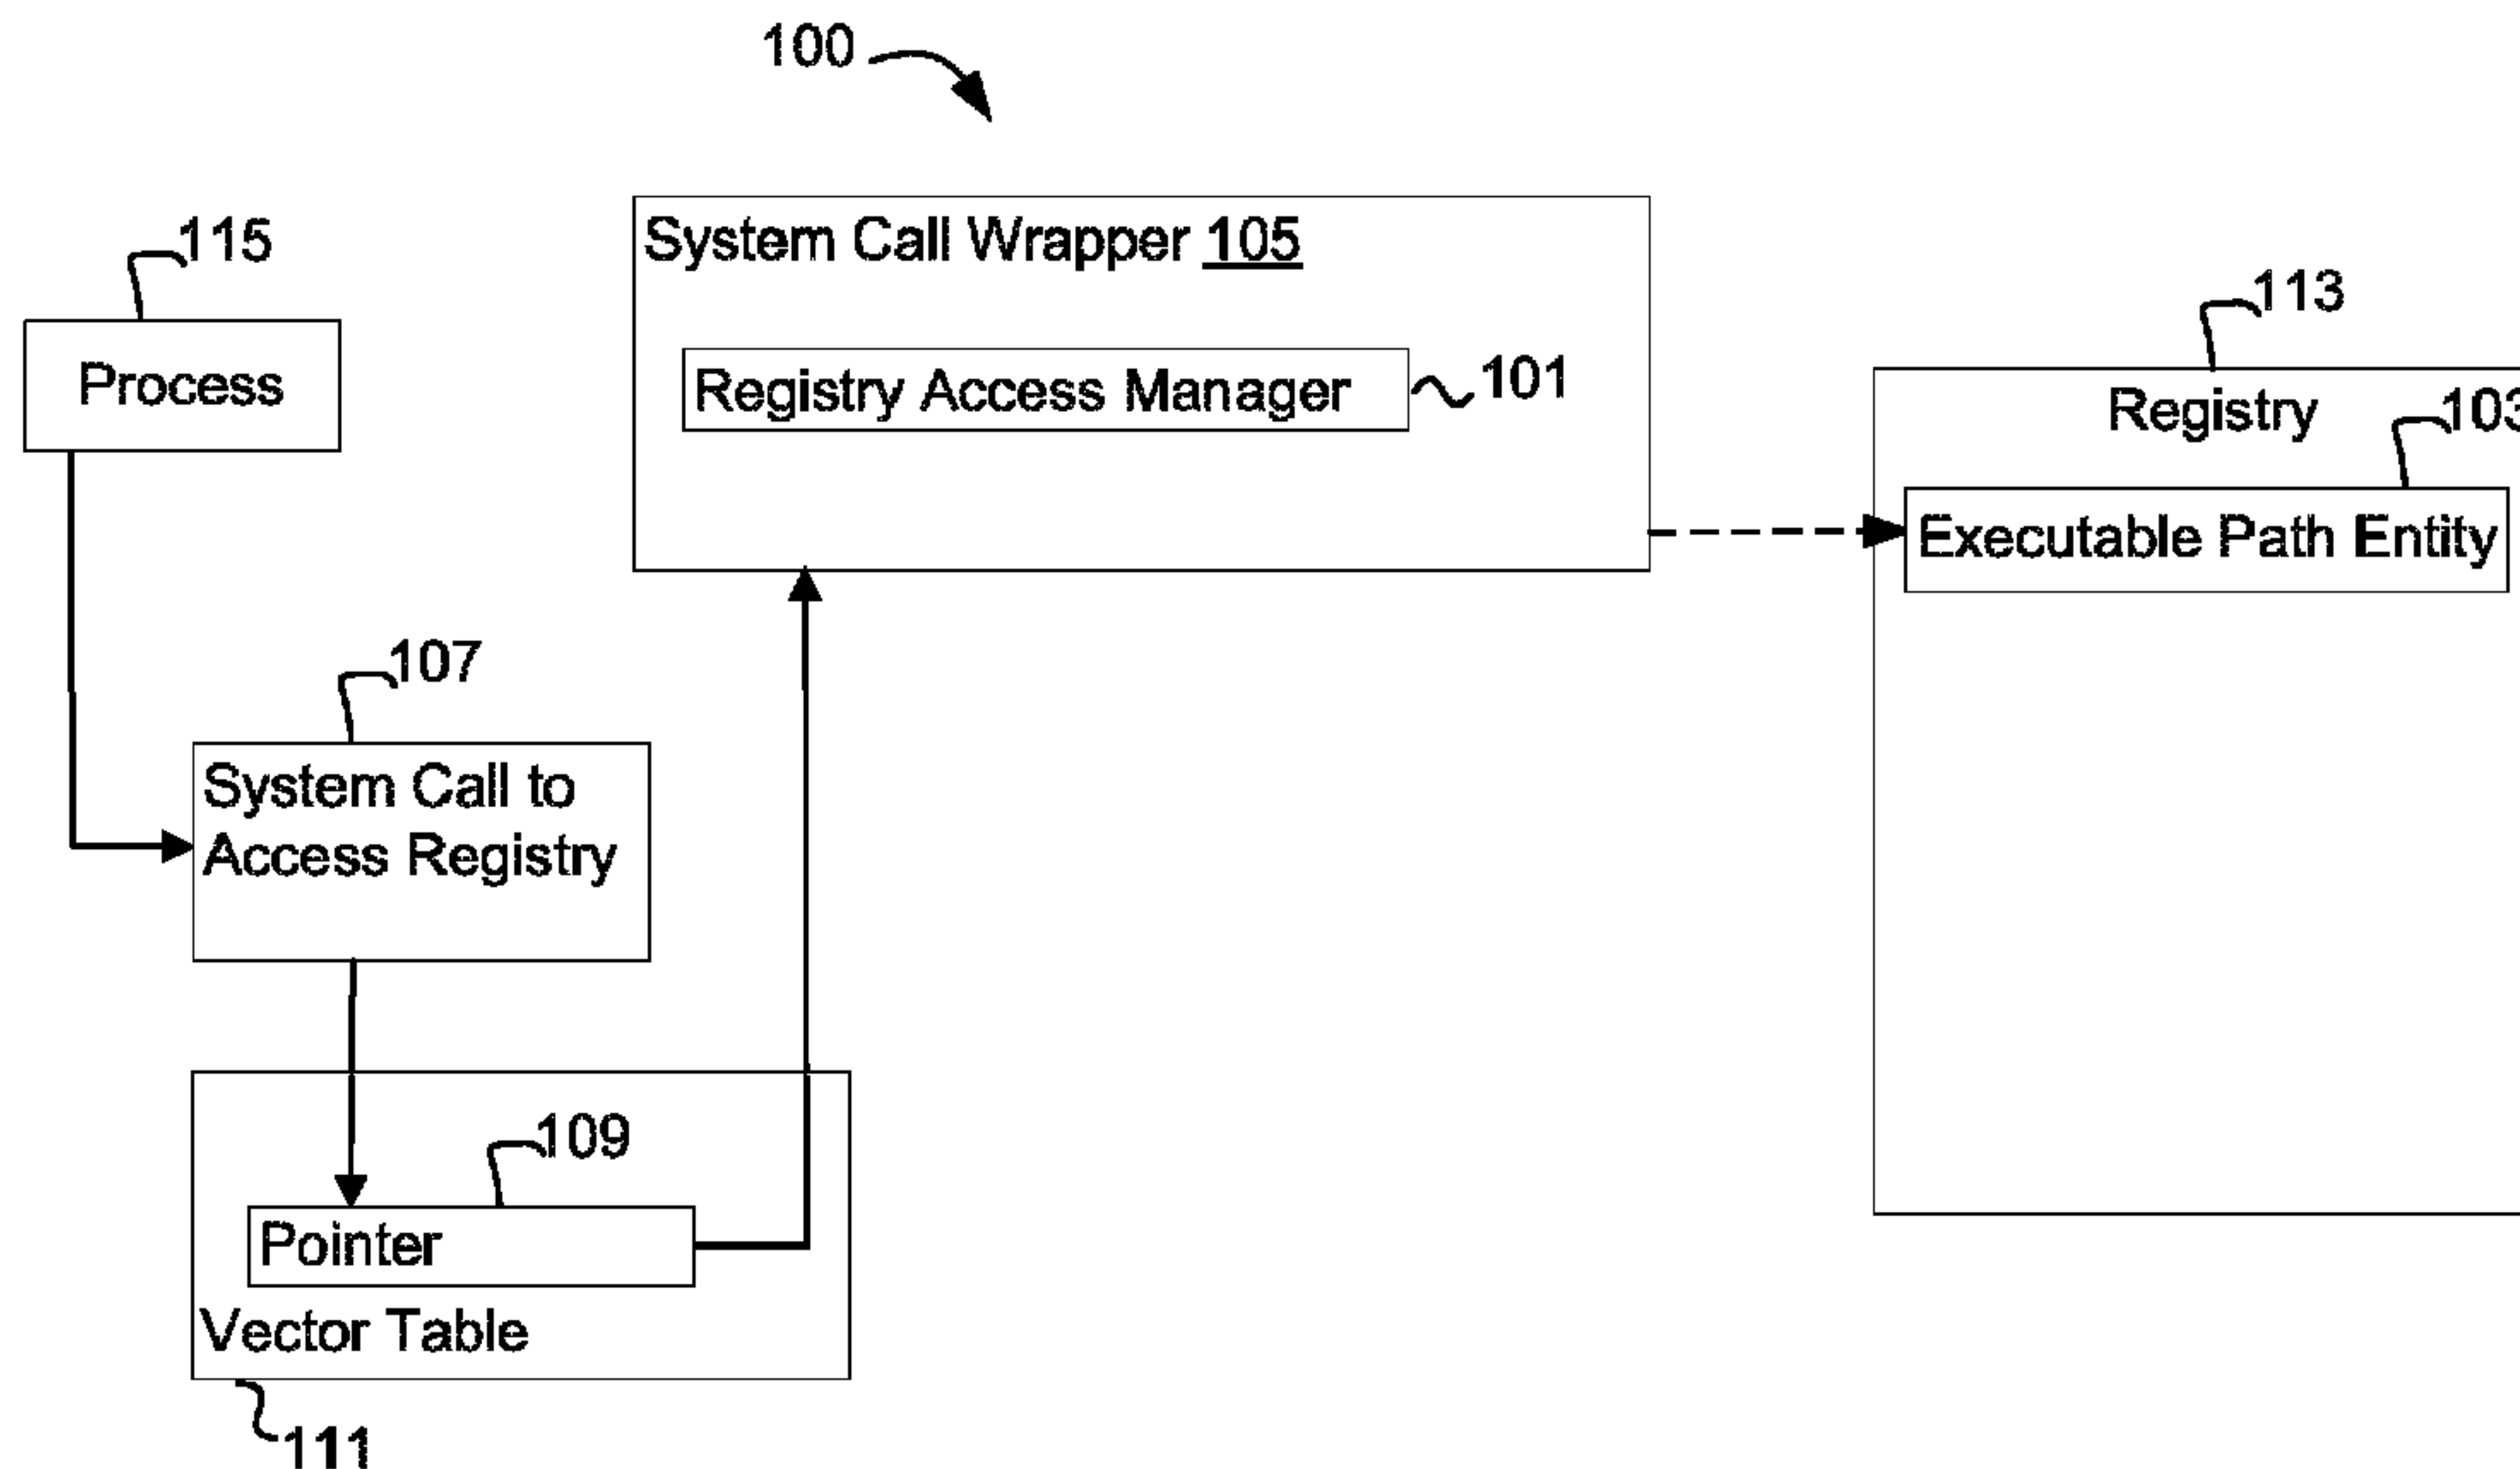 100
115
System Call Wrapper 105
113
Process
Registry Access Manager
101
Registry
103
Executable Path Entity
107
System Call to
Access Registry
109
Pointer
Vector Table
111